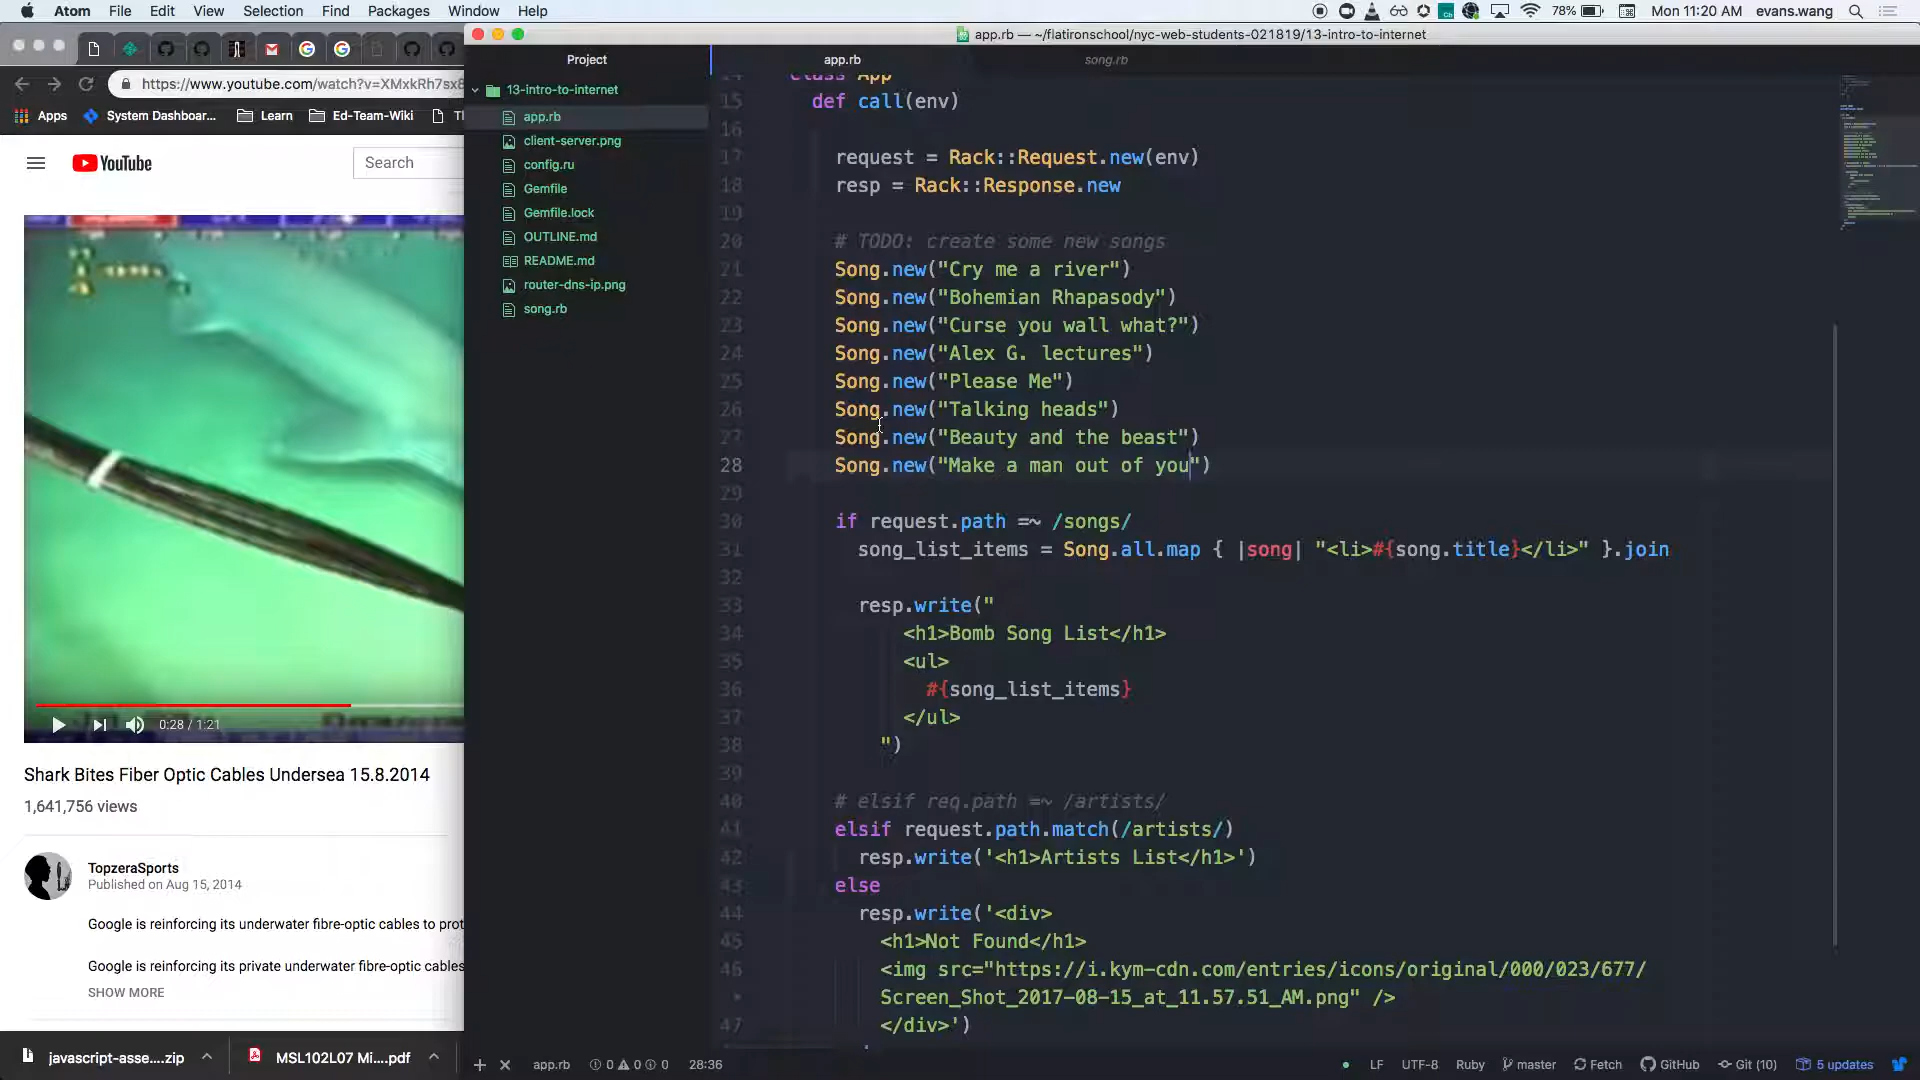 Atom File Edit View Selection Find Packages Window Help
78% Mon 11:20 AM evans.wang
app.rb — ~/flatironschool/nyc-web-students-021819/13-intro-to-internet
https://www.youtube.com/watch?v=XMxkRh7sx8
Apps System Dashboar... Learn Ed-Team-Wiki
YouTube
Search
0:28 / 1:21
Shark Bites Fiber Optic Cables Undersea 15.8.2014
1,641,756 views
TopzeraSports
Published on Aug 15, 2014
Google is reinforcing its underwater fibre-optic cables to prot
Google is reinforcing its private underwater fibre-optic cables
SHOW MORE
javascript-asse....zip
MSL102L07 Mi....pdf
Project
13-intro-to-internet
app.rb
client-server.png
config.ru
Gemfile
Gemfile.lock
OUTLINE.md
README.md
router-dns-ip.png
song.rb
app.rb song.rb
14 class App
15 def call(env)
16
17 request = Rack::Request.new(env)
18 resp = Rack::Response.new
19
20 # TODO: create some new songs
21 Song.new("Cry me a river")
22 Song.new("Bohemian Rhapasody")
23 Song.new("Curse you wall what?")
24 Song.new("Alex G. lectures")
25 Song.new("Please Me")
26 Song.new("Talking heads")
27 Song.new("Beauty and the beast")
28 Song.new("Make a man out of you")
29
30 if request.path =~ /songs/
31 song_list_items = Song.all.map { |song| "<li>#{song.title}</li>" }.join
32
33 resp.write("
34 <h1>Bomb Song List</h1>
35 <ul>
36 #{song_list_items}
37 </ul>
38 ")
39
40 # elsif req.path =~ /artists/
41 elsif request.path.match(/artists/)
42 resp.write('<h1>Artists List</h1>')
43 else
44 resp.write('<div>
45 <h1>Not Found</h1>
46 <img src="https://i.kym-cdn.com/entries/icons/original/000/023/677/
Screen_Shot_2017-08-15_at_11.57.51_AM.png" />
47 </div>')
app.rb 0 0 0 28:36
LF UTF-8 Ruby master Fetch GitHub Git (10) 5 updates